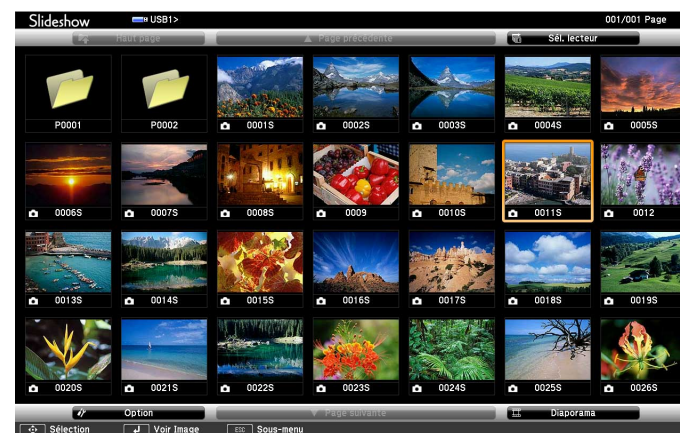 Slideshow USB1> 001/001 Page
Haut page Page précédente Sél. lecteur
P0001 P0002 0001S 0002S 0003S 0004S 0005S
0006S 0007S 0008S 0009 0010S 0011S 0012
0013S 0014S 0015S 0016S 0017S 0018S 0019S
0020S 0021S 0022S 0023S 0024S 0025S 0026S
Option Page suivante Diaporama
Sélection Voir Image ESC Sous-menu